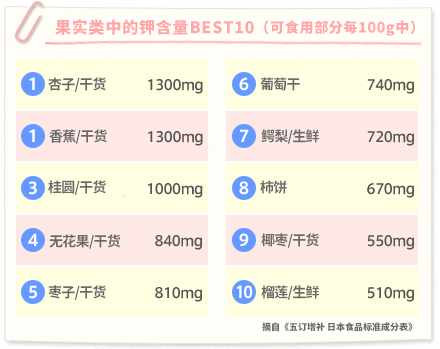 果实类中的钾含量BEST10（可食用部分每100g中）
1 杏子/干货 1300mg
1 香蕉/干货 1300mg
3 桂圆/干货 1000mg
4 无花果/干货 840mg
5 枣子/干货 810mg
6 葡萄干 740mg
7 鳄梨/生鲜 720mg
8 柿饼 670mg
9 椰枣/干货 550mg
10 榴莲/生鲜 510mg
摘自《五订增补 日本食品标准成分表》